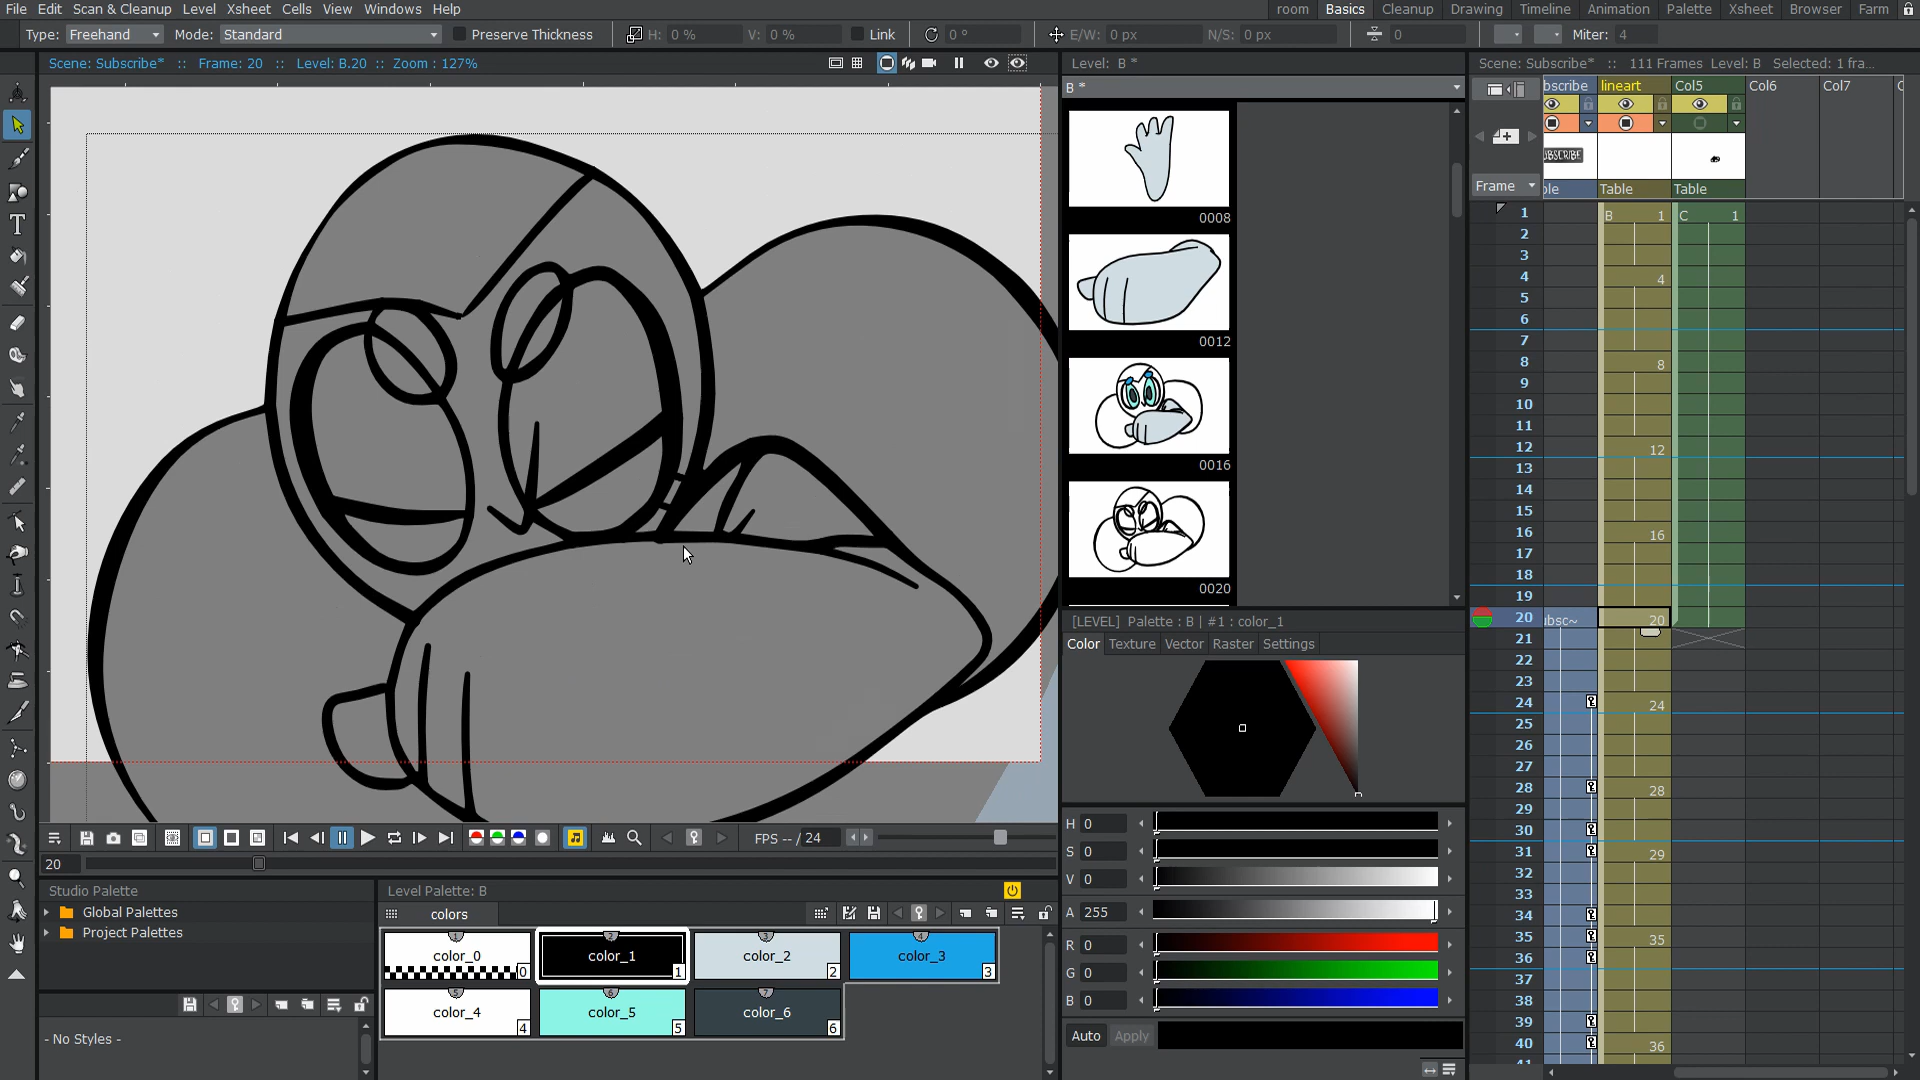 File Edit Scan & Cleanup Level Xsheet Cells View Windows Help
room Basics Cleanup Drawing Timeline Animation Palette Xsheet Browser Farm
Type: Freehand Mode: Standard Preserve Thickness H: 0 % V: 0 % Link 0 ° E/W: 0 px N/S: 0 px 0 Miter: 4
Scene: Subscribe* :: Frame: 20 :: Level: B.20 :: Zoom : 127%
Level: B *
Scene: Subscribe* :: 111 Frames Level: B Selected: 1 fra...
B *
bscribe lineart Col5 Col6 Col7
Frame
Table Table
0008
0012
0016
0020
1 B 1 C 1
2
3
4 4
5
6
7
8 8
9
10
11
12 12
13
14
15
16 16
17
18
19
20 20
21
22
23
24 24
25
26
27
28 28
29
30
31 29
32
33
34
35 35
36
37
38
39
40 36
[LEVEL] Palette : B | #1 : color_1
Color Texture Vector Raster Settings
H 0
S 0
V 0
A 255
R 0
G 0
B 0
Auto Apply
FPS -- / 24
20
Studio Palette
Global Palettes
Project Palettes
- No Styles -
Level Palette: B
colors
1 color_0 0
2 color_1 1
3 color_2 2
4 color_3 3
5 color_4 4
6 color_5 5
7 color_6 6